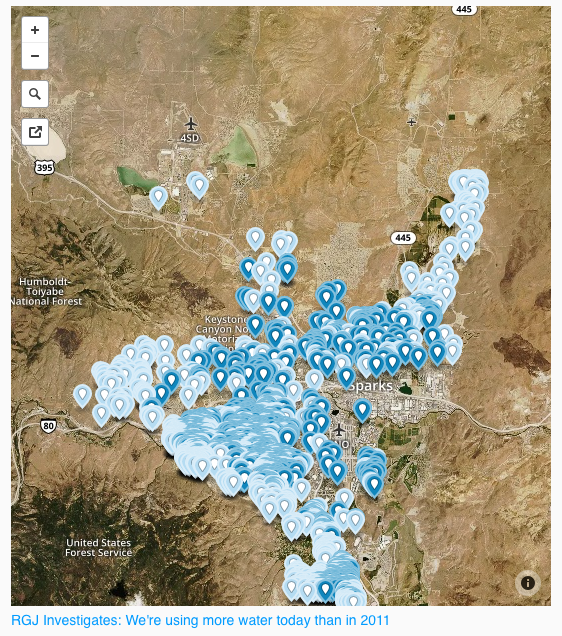 445
+
−
4SD
395
445
Humboldt-
Toiyabe
National Forest
Keystone
Canyon
Sparks
80
United States
Forest Service
RGJ Investigates: We're using more water today than in 2011